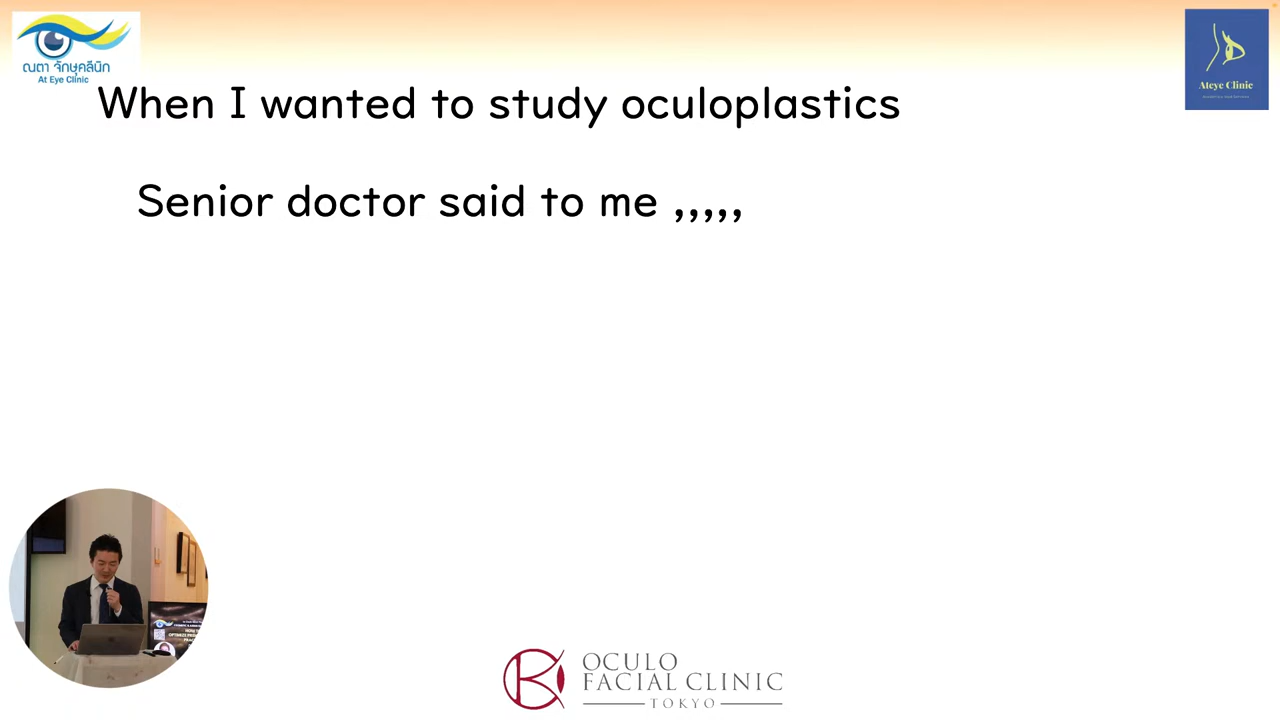 ณตา จักษุคลีนิก
At Eye Clinic
Ateye Clinic
When I wanted to study oculoplastics
Senior doctor said to me ,,,,,
OCULO
FACIAL CLINIC
TOKYO